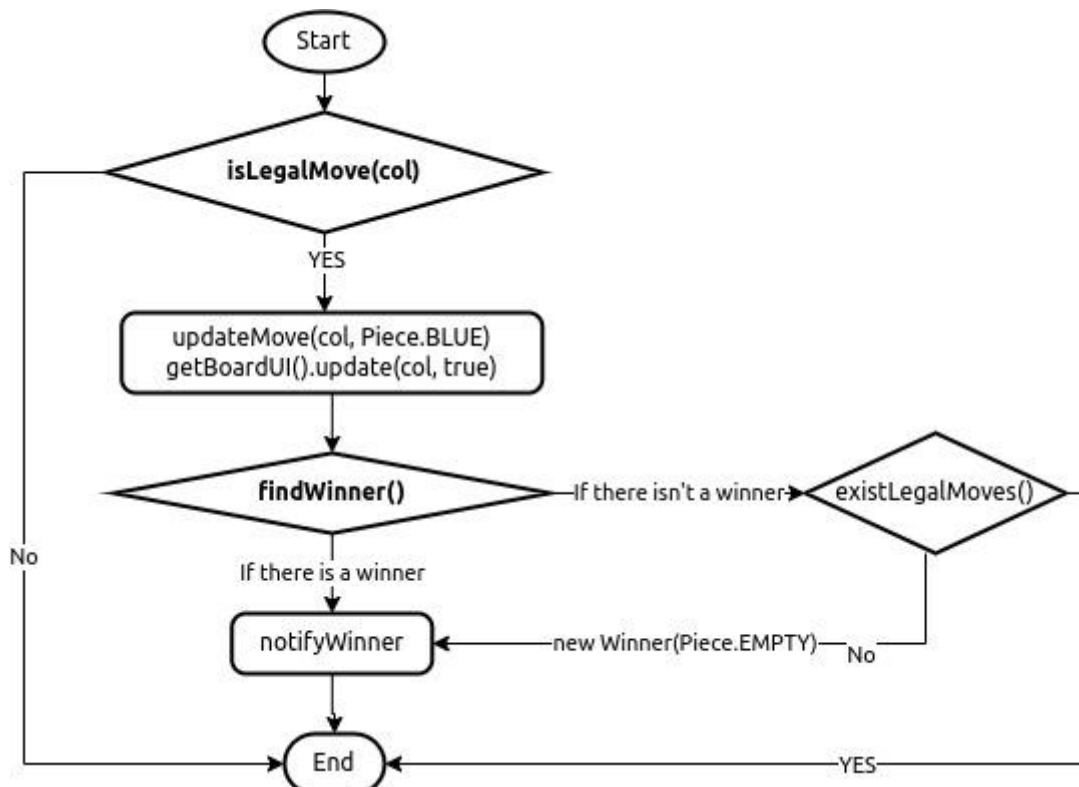 Start
isLegalMove(col)
YES
updateMove(col, Piece.BLUE)
getBoardUI().update(col, true)
findWinner()
If there isn't a winner
existLegalMoves()
No
If there is a winner
notifyWinner
new Winner(Piece.EMPTY)
No
End
YES